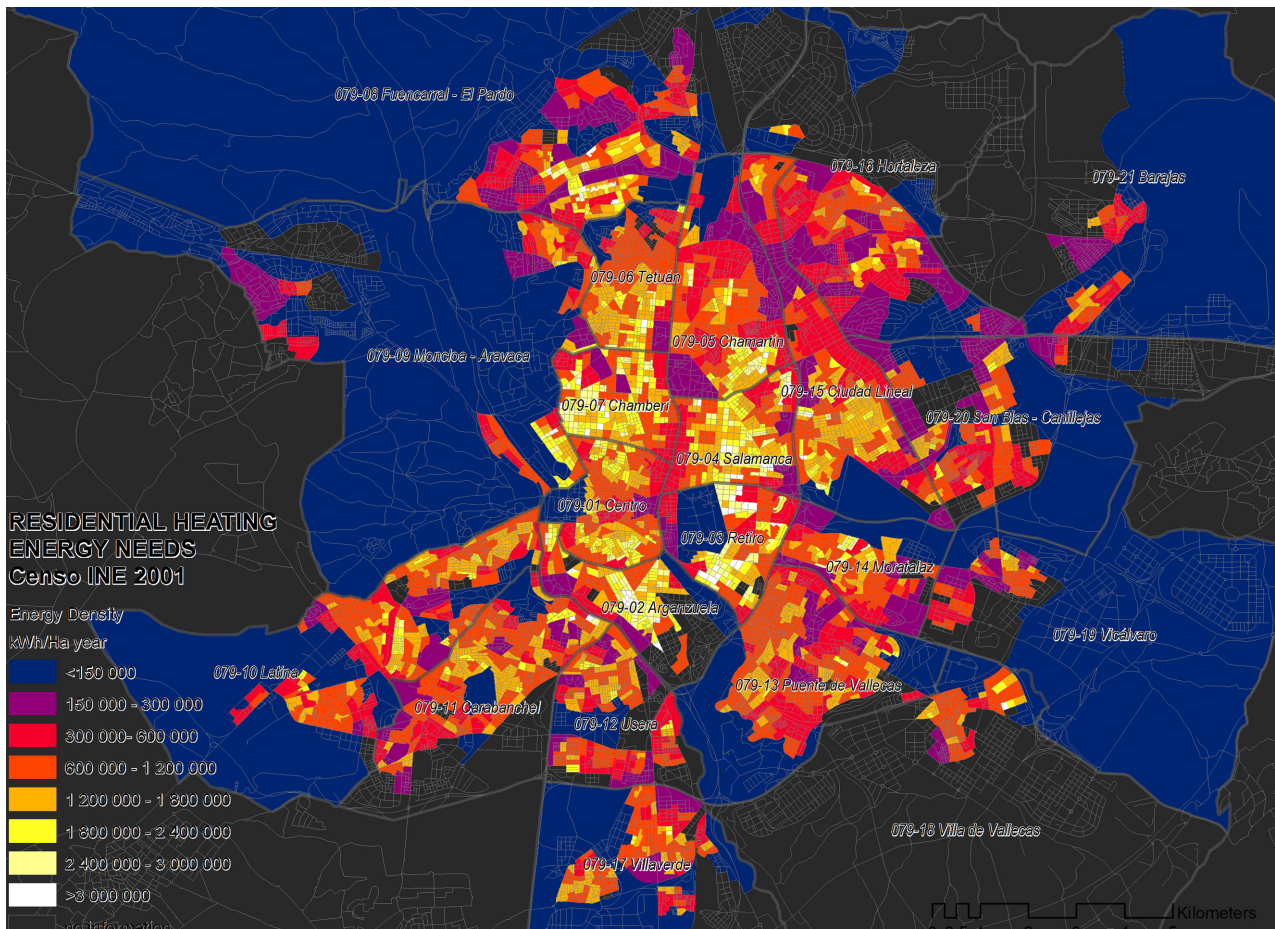 079-08 Fuencarral - El Pardo
079-16 Hortaleza
079-21 Barajas
079-06 Tetuán
079-05 Chamartín
079-09 Moncloa - Aravaca
079-15 Ciudad Lineal
079-07 Chamberí
079-20 San Blas - Canillejas
079-04 Salamanca
079-01 Centro
079-03 Retiro
079-14 Moratalaz
079-02 Arganzuela
079-19 Vicálvaro
079-10 Latina
079-13 Puente de Vallecas
079-11 Carabanchel
079-12 Usera
079-18 Villa de Vallecas
079-17 Villaverde
RESIDENTIAL HEATING
ENERGY NEEDS
Censo INE 2001
Energy Density
kWh/Ha year
<150 000
150 000 - 300 000
300 000- 600 000
600 000 - 1 200 000
1 200 000 - 1 800 000
1 800 000 - 2 400 000
2 400 000 - 3 000 000
>3 000 000
no information
Kilometers